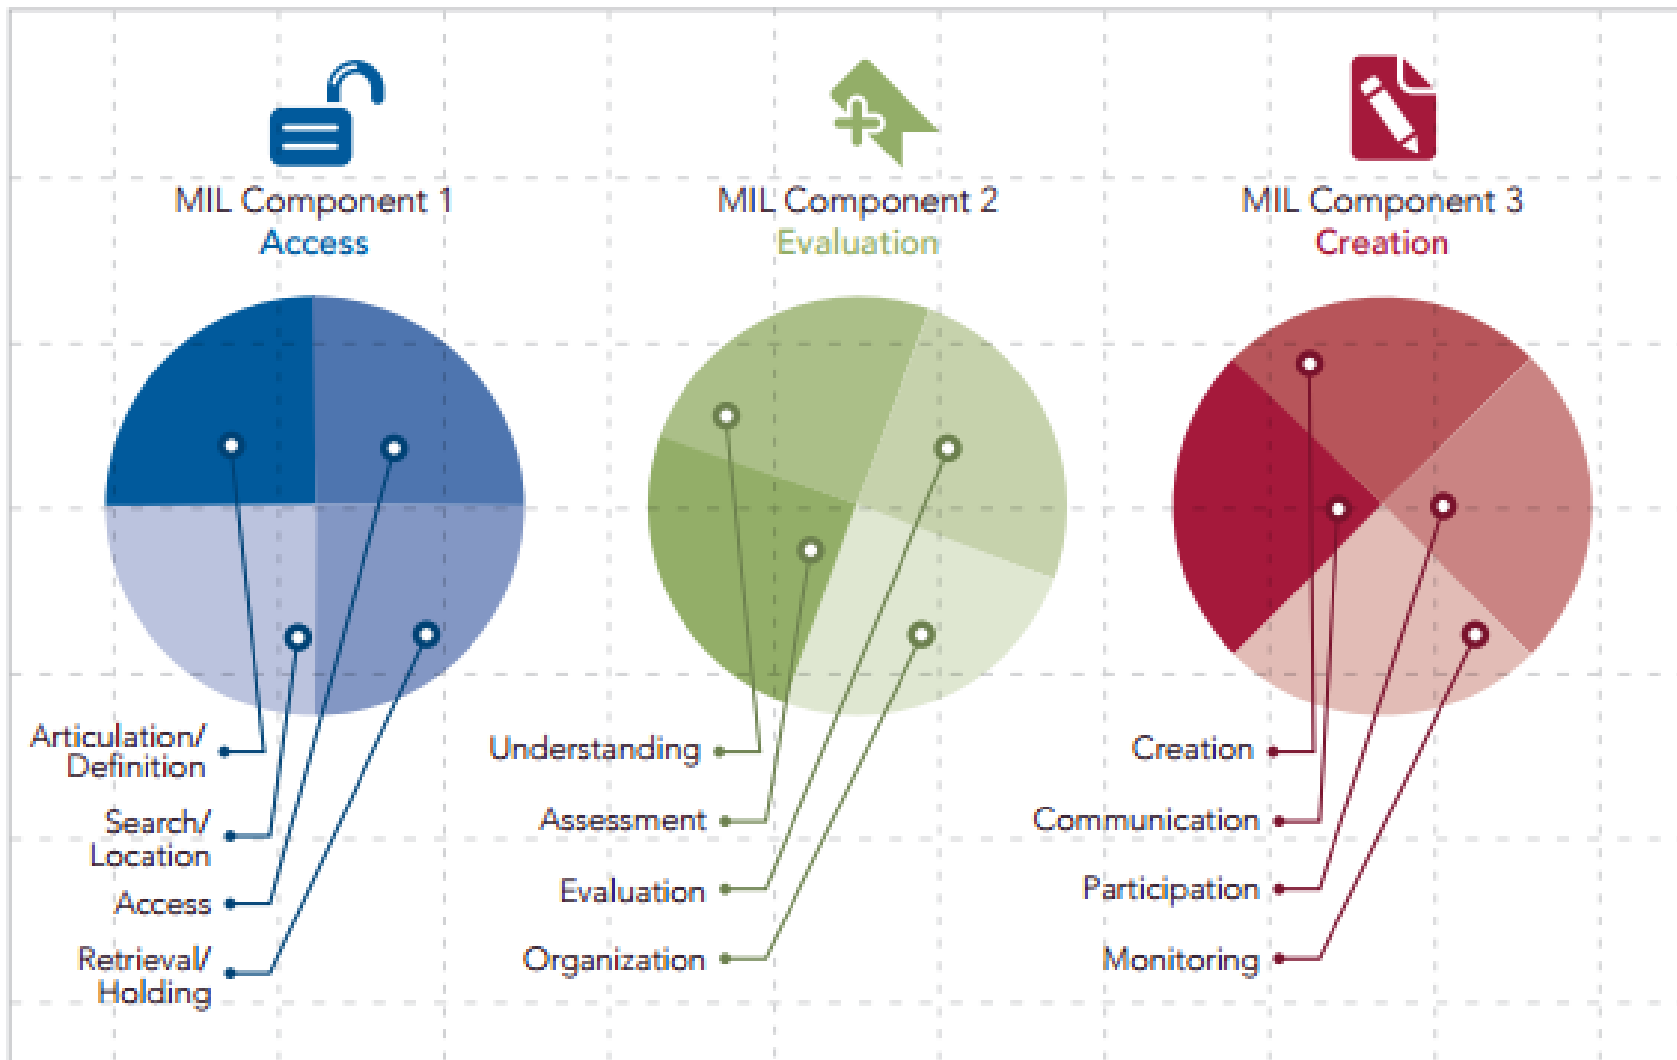 MIL Component 1
Access
Articulation/
Definition
Search/
Location
Access
Retrieval/
Holding
MIL Component 2
Evaluation
Understanding
Assessment
Evaluation
Organization
MIL Component 3
Creation
Creation
Communication
Participation
Monitoring